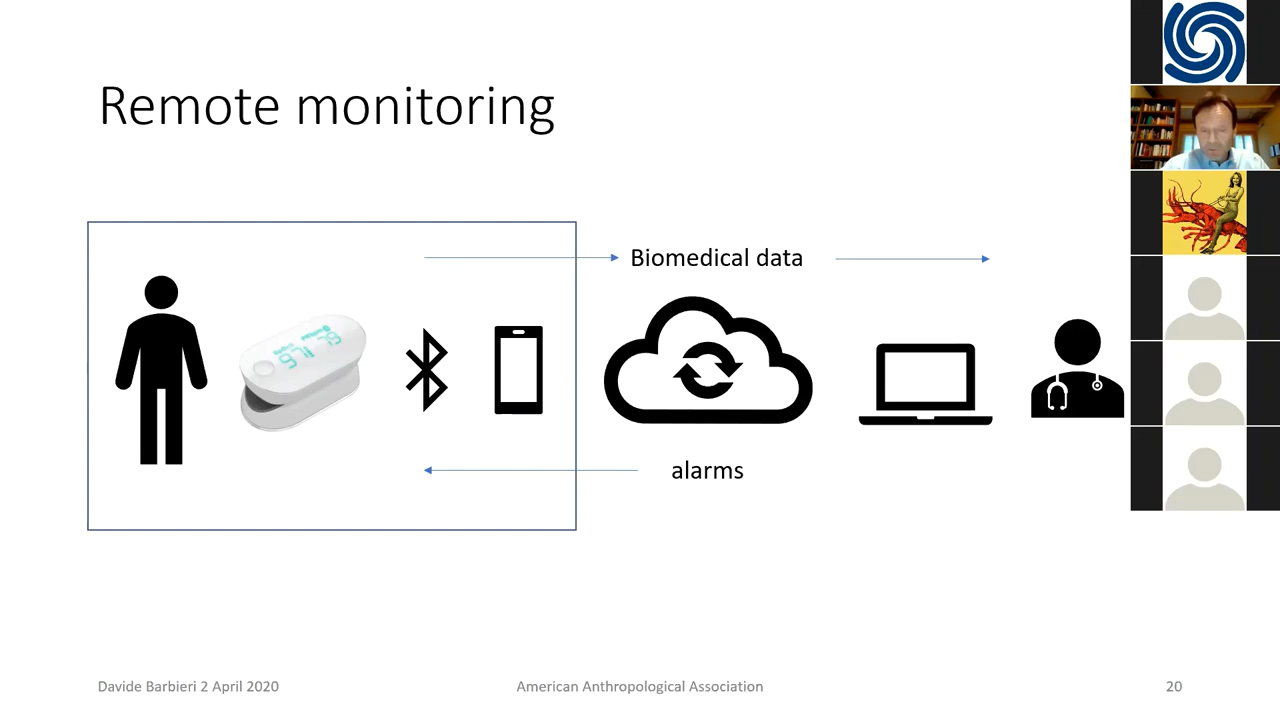 Remote monitoring
Biomedical data
alarms
Davide Barbieri 2 April 2020
American Anthropological Association
20